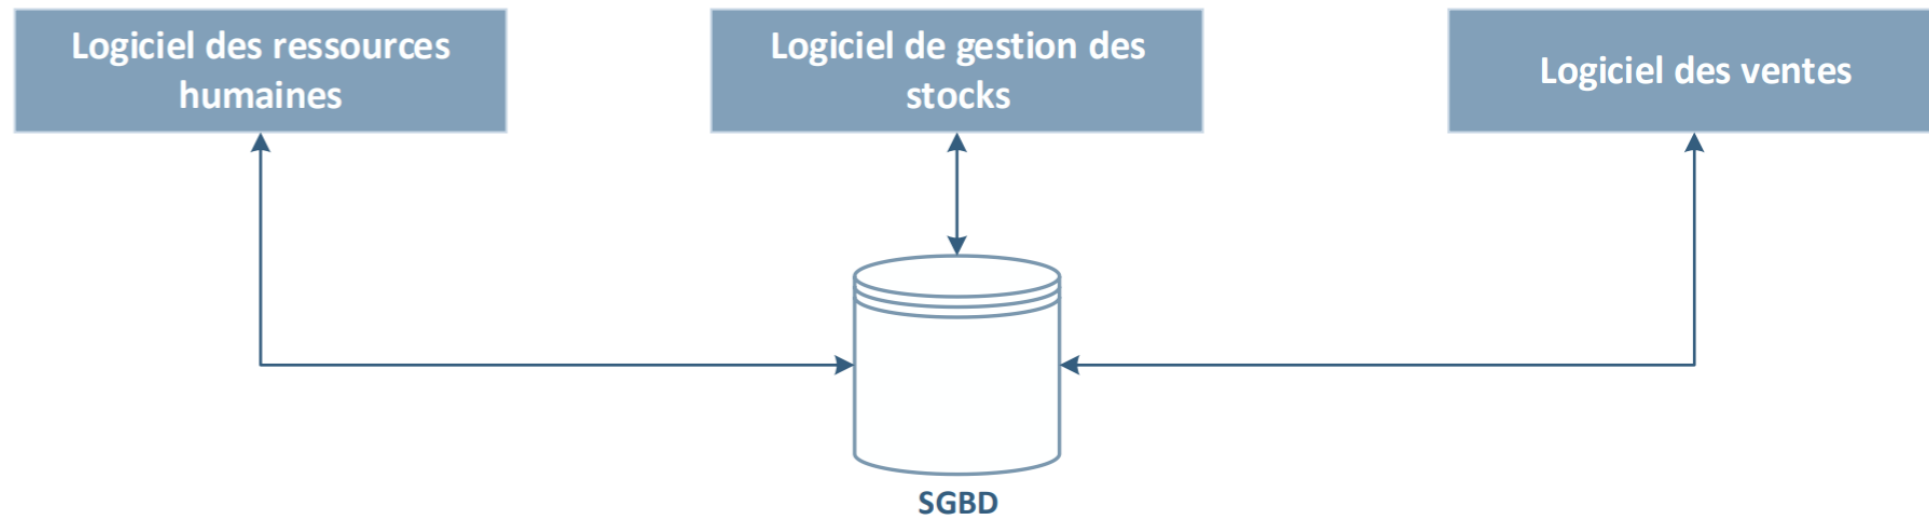 Logiciel des ressources
humaines
Logiciel de gestion des
stocks
Logiciel des ventes
SGBD